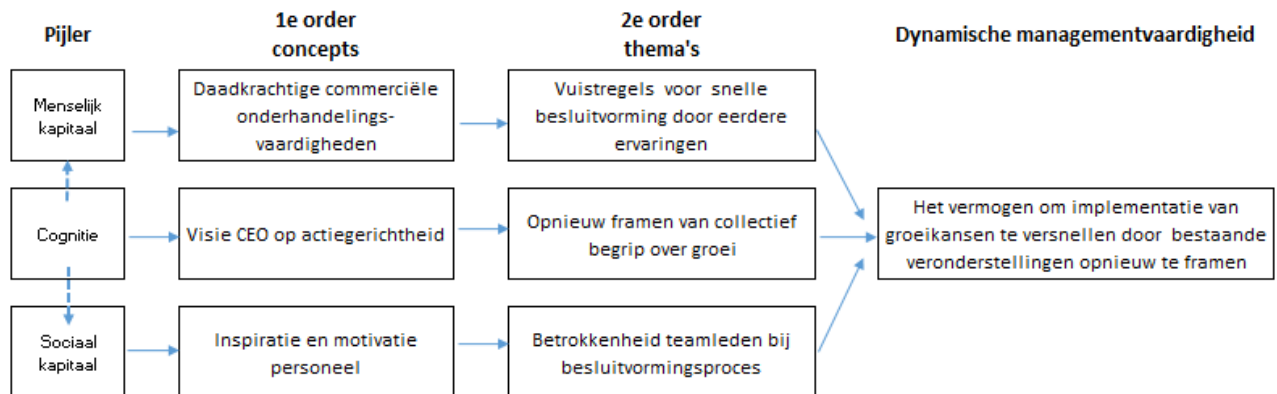 Pijler
1e order
concepts
2e order
thema's
Dynamische managementvaardigheid
Menselijk
kapitaal
Daadkrachtige commerciële
onderhandelings-
vaardigheden
Vuistregels voor snelle
besluitvorming door eerdere
ervaringen
Cognitie
Visie CEO op actiegerichtheid
Opnieuw framen van collectief
begrip over groei
Het vermogen om implementatie van
groeikansen te versnellen door bestaande
veronderstellingen opnieuw te framen
Sociaal
kapitaal
Inspiratie en motivatie
personeel
Betrokkenheid teamleden bij
besluitvormingsproces